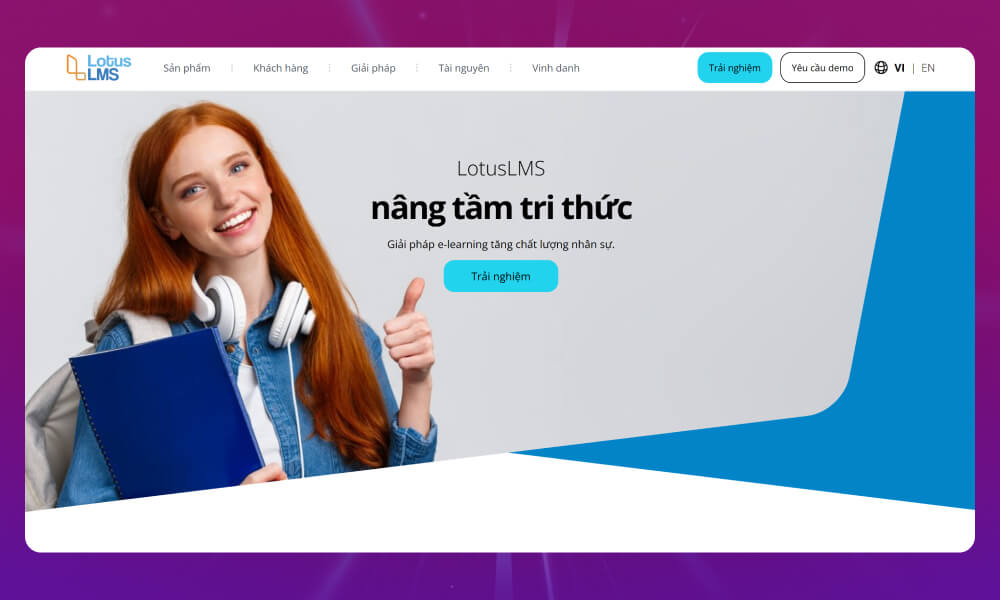 Lotus
LMS
Sản phẩm
Khách hàng
Giải pháp
Tài nguyên
Vinh danh
Trải nghiệm
Yêu cầu demo
VI | EN
LotusLMS
nâng tầm tri thức
Giải pháp e-learning tăng chất lượng nhân sự.
Trải nghiệm